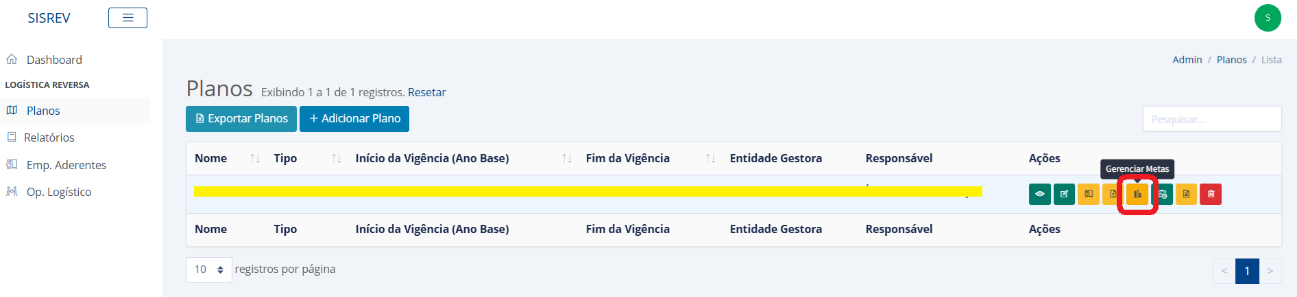 SISREV
S
Dashboard
LOGÍSTICA REVERSA
Planos
Relatórios
Emp. Aderentes
Op. Logístico
Admin / Planos / Lista
Planos Exibindo 1 a 1 de 1 registros. Resetar
Exportar Planos + Adicionar Plano
Pesquisar...
Nome Tipo Início da Vigência (Ano Base) Fim da Vigência Entidade Gestora Responsável Ações
Gerenciar Metas
Nome Tipo Início da Vigência (Ano Base) Fim da Vigência Entidade Gestora Responsável Ações
10 registros por página
< 1 >